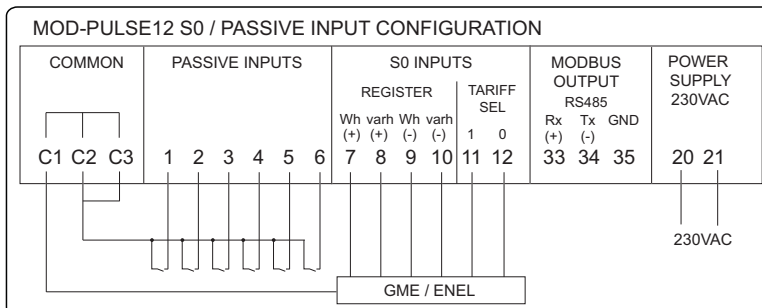 MOD-PULSE12 S0 / PASSIVE INPUT CONFIGURATION
COMMON PASSIVE INPUTS S0 INPUTS MODBUS OUTPUT POWER SUPPLY 230VAC
REGISTER TARIFF SEL RS485
Wh varh Wh varh Rx Tx GND
(+) (+) (-) (-) 1 0 (+) (-)
C1 C2 C3 1 2 3 4 5 6 7 8 9 10 11 12 33 34 35 20 21
230VAC
GME / ENEL